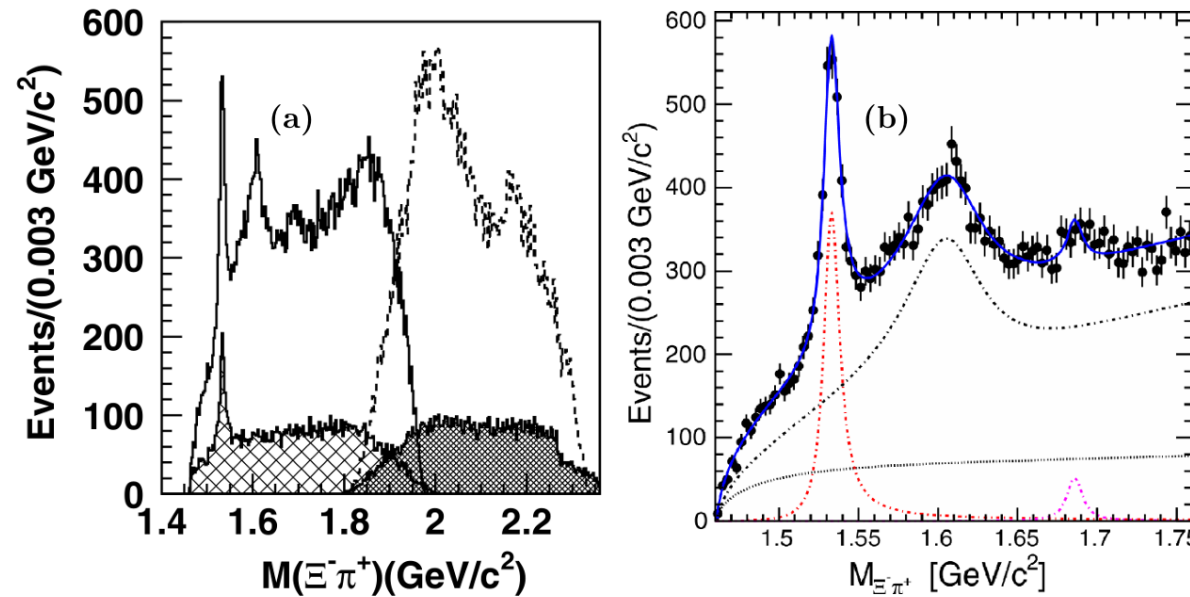 Events/(0.003 GeV/c²)
600
500
400
300
200
100
0
(a)
1.4 1.6 1.8 2 2.2
M(Ξ⁻π⁺)(GeV/c²)
Events/(0.003 GeV/c²)
600
500
400
300
200
100
0
(b)
1.5 1.55 1.6 1.65 1.7 1.75
M_Ξ⁻π⁺ [GeV/c²]